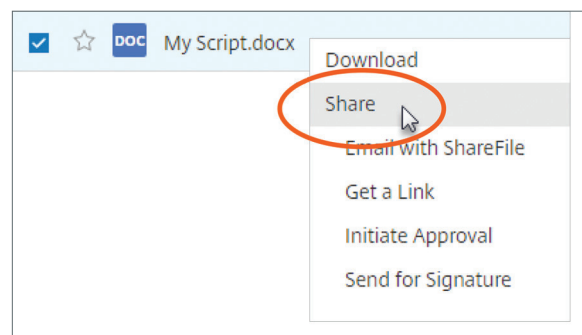 DOC My Script.docx
Download
Share
Email with ShareFile
Get a Link
Initiate Approval
Send for Signature